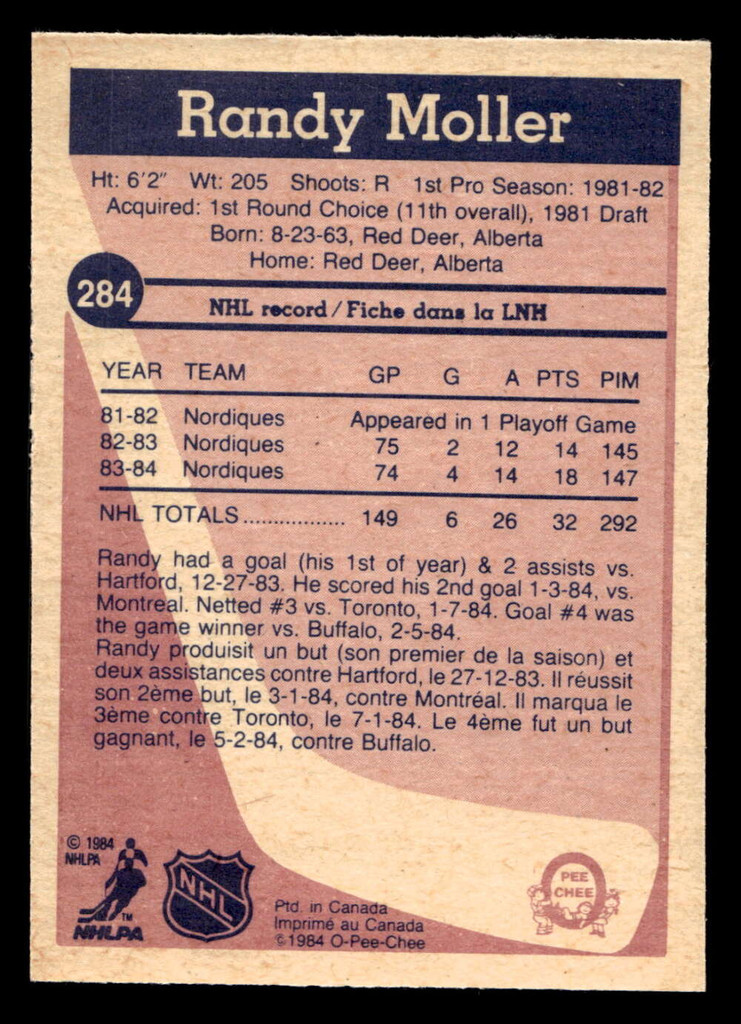 Randy Moller
Ht: 6'2" Wt: 205 Shoots: R 1st Pro Season: 1981-82
Acquired: 1st Round Choice (11th overall), 1981 Draft
Born: 8-23-63, Red Deer, Alberta
Home: Red Deer, Alberta
284
NHL record/Fiche dans la LNH
YEAR TEAM GP G A PTS PIM
81-82 Nordiques Appeared in 1 Playoff Game
82-83 Nordiques 75 2 12 14 145
83-84 Nordiques 74 4 14 18 147
NHL TOTALS ................. 149 6 26 32 292
Randy had a goal (his 1st of year) & 2 assists vs.
Hartford, 12-27-83. He scored his 2nd goal 1-3-84, vs.
Montreal. Netted #3 vs. Toronto, 1-7-84. Goal #4 was
the game winner vs. Buffalo, 2-5-84.
Randy produisit un but (son premier de la saison) et
deux assistances contre Hartford, le 27-12-83. Il réussit
son 2ème but, le 3-1-84, contre Montréal. Il marqua le
3ème contre Toronto, le 7-1-84. Le 4ème fut un but
gagnant, le 5-2-84, contre Buffalo.
© 1984
NHLPA
TM
NHLPA
NHL
Ptd. in Canada
Imprimé au Canada
©1984 O-Pee-Chee
O
PEE
CHEE